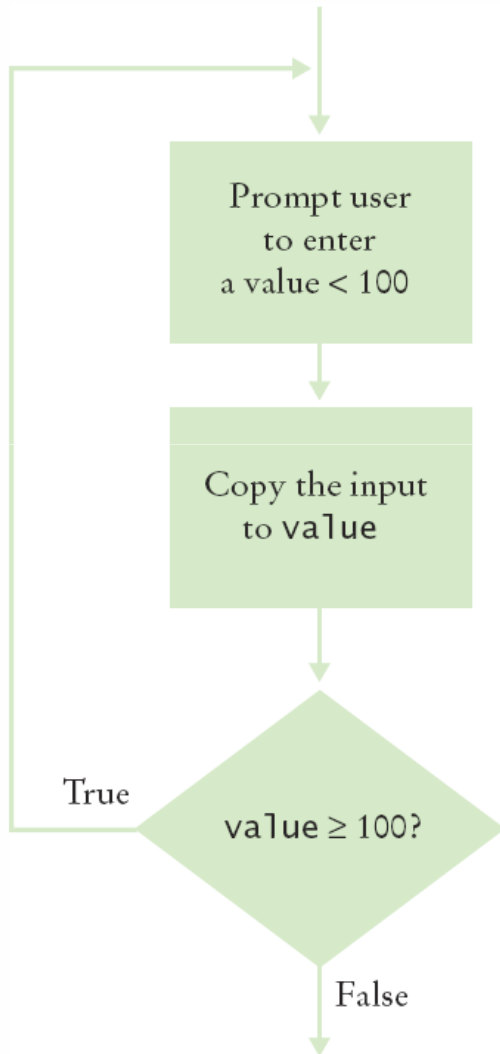 Prompt user
to enter
a value < 100
Copy the input
to value
True
value ≥ 100?
False